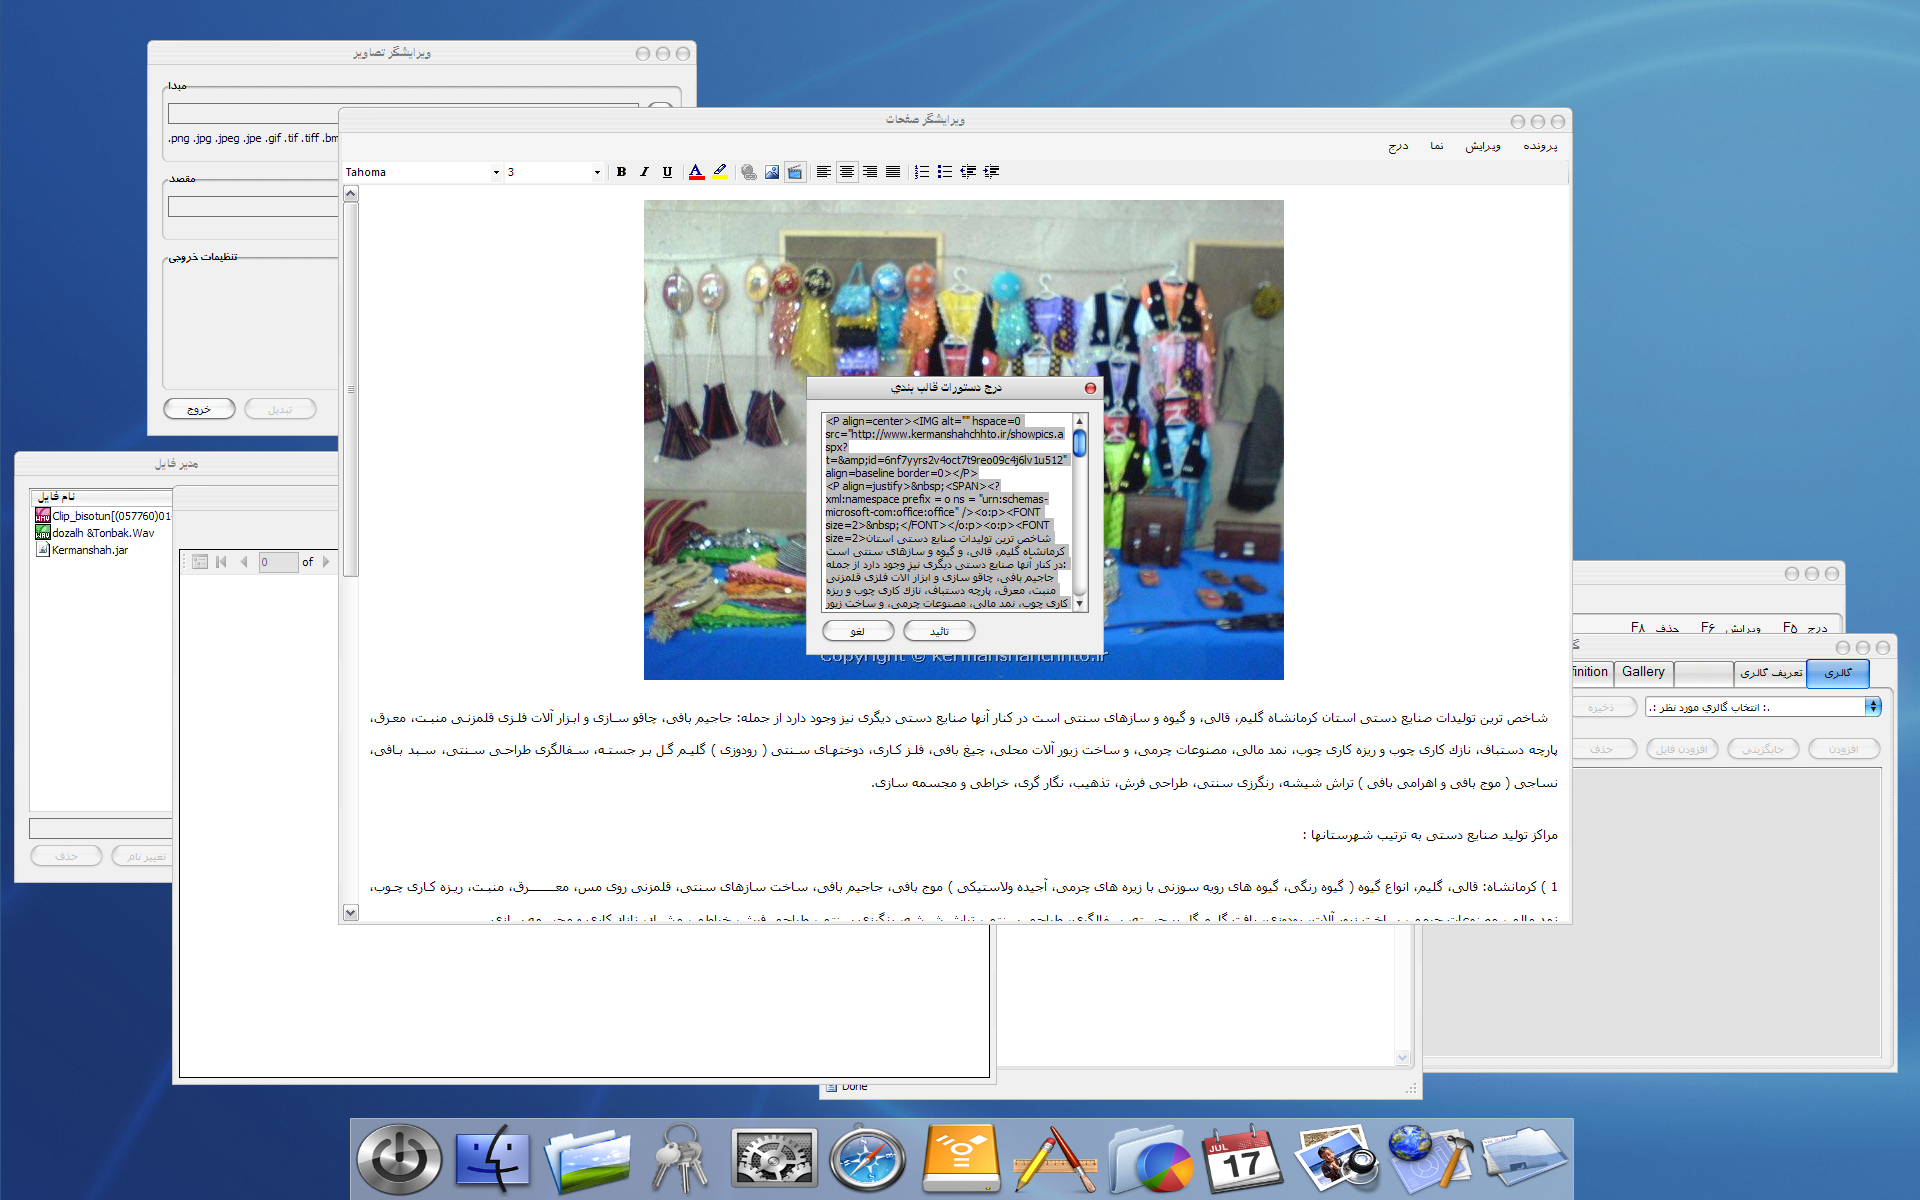 ویرایشگر تصاویر
مبدا
.png .jpg .jpeg .jpe .gif .tif .tiff .bm
مقصد
تنظیمات خروجی
خروج
تبدیل
مدیر فایل
نام فایل
Clip_bisotun[(057760)01-
dozalh &Tonbak.Wav
Kermanshah.jar
حذف
تغییر نام
0 of
ویرایشگر صفحات
پرونده ویرایش نما درج
Tahoma 3 B I U A
درج دستورات قالب بندي
<P align=center><IMG alt="" hspace=0
src="http://www.kermanshahchhto.ir/showpics.a
spx?
t=&amp;id=6nf7yyrs2v4oct7t9reo09c4j6lv1u512"
align=baseline border=0></P>
<P align=justify>&nbsp;<SPAN><?
xml:namespace prefix = o ns = "urn:schemas-
microsoft-com:office:office" /><o:p><FONT
size=2>&nbsp;</FONT></o:p><o:p><FONT
size=2>شاخص ترین تولیدات صنایع دستی استان
کرمانشاه گلیم، قالی، و گیوه و سازهای سنتی است
در کنار آنها صنایع دستی دیگری نیز وجود دارد از جمله:
جاجیم بافی، چاقو سازی و ابزار آلات فلزی قلمزنی
منبت، معرق، پارچه دستباف، نازك کاری چوب و ریزه
کاری چوب، نمد مالی، مصنوعات چرمی، و ساخت زیور
لغو
تائید
Copyright © kermanshahchhto.ir
شاخص ترین تولیدات صنایع دستی استان کرمانشاه گلیم، قالی، و گیوه و سازهای سنتی است در کنار آنها صنایع دستی دیگری نیز وجود دارد از جمله: جاجیم بافی، چاقو سازی و ابزار آلات فلزی قلمزنی منبت، معرق،
پارچه دستباف، نازك کاری چوب و ریزه کاری چوب، نمد مالی، مصنوعات چرمی، و ساخت زیور آلات محلی، چیغ بافی، فلز کاری، دوختهای سنتی ( رودوزی ) گلیم گل بر جسته، سفالگری طراحی سنتی، سبد بافی،
نساجی ( موج بافی و اهرامی بافی ) تراش شیشه، رنگرزی سنتی، طراحی فرش، تذهیب، نگار گری، خراطی و مجسمه سازی.
مراکز تولید صنایع دستی به ترتیب شهرستانها :
1 ) کرمانشاه: قالی، گلیم، انواع گیوه ( گیوه رنگی، گیوه های رویه سوزنی با زیره های چرمی، آجیده ولاستیکی ) موج بافی، جاجیم بافی، ساخت سازهای سنتی، قلمزنی روی مس، معــــرق، منبت، ریزه کاری چوب،
درج F۵ ویرایش F۶ حذف F۸
گالری
تعریف گالری
Gallery
finition
.: انتخاب گالري مورد نظر :.
ذخیره
افزودن
جایگزینی
افزودن فایل
حذف
Done
JUL
17